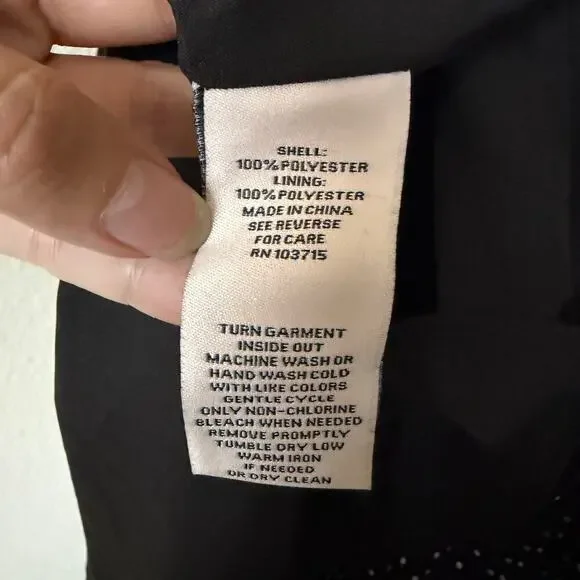 SHELL:
100% POLYESTER
LINING:
100% POLYESTER
MADE IN CHINA
SEE REVERSE
FOR CARE
RN 103715
TURN GARMENT
INSIDE OUT
MACHINE WASH OR
HAND WASH COLD
WITH LIKE COLORS
GENTLE CYCLE
ONLY NON-CHLORINE
BLEACH WHEN NEEDED
REMOVE PROMPTLY
TUMBLE DRY LOW
WARM IRON
IF NEEDED
OR DRY CLEAN